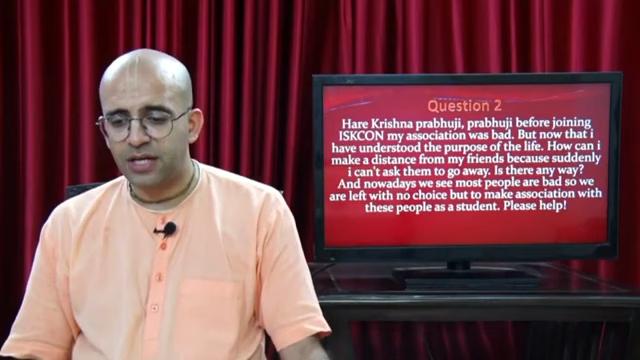 Question 2
Hare Krishna prabhuji, prabhuji before joining
ISKCON my association was bad. But now that i
have understood the purpose of the life. How can i
make a distance from my friends because suddenly
i can't ask them to go away. Is there any way?
And nowadays we see most people are bad so we
are left with no choice but to make association with
these people as a student. Please help!